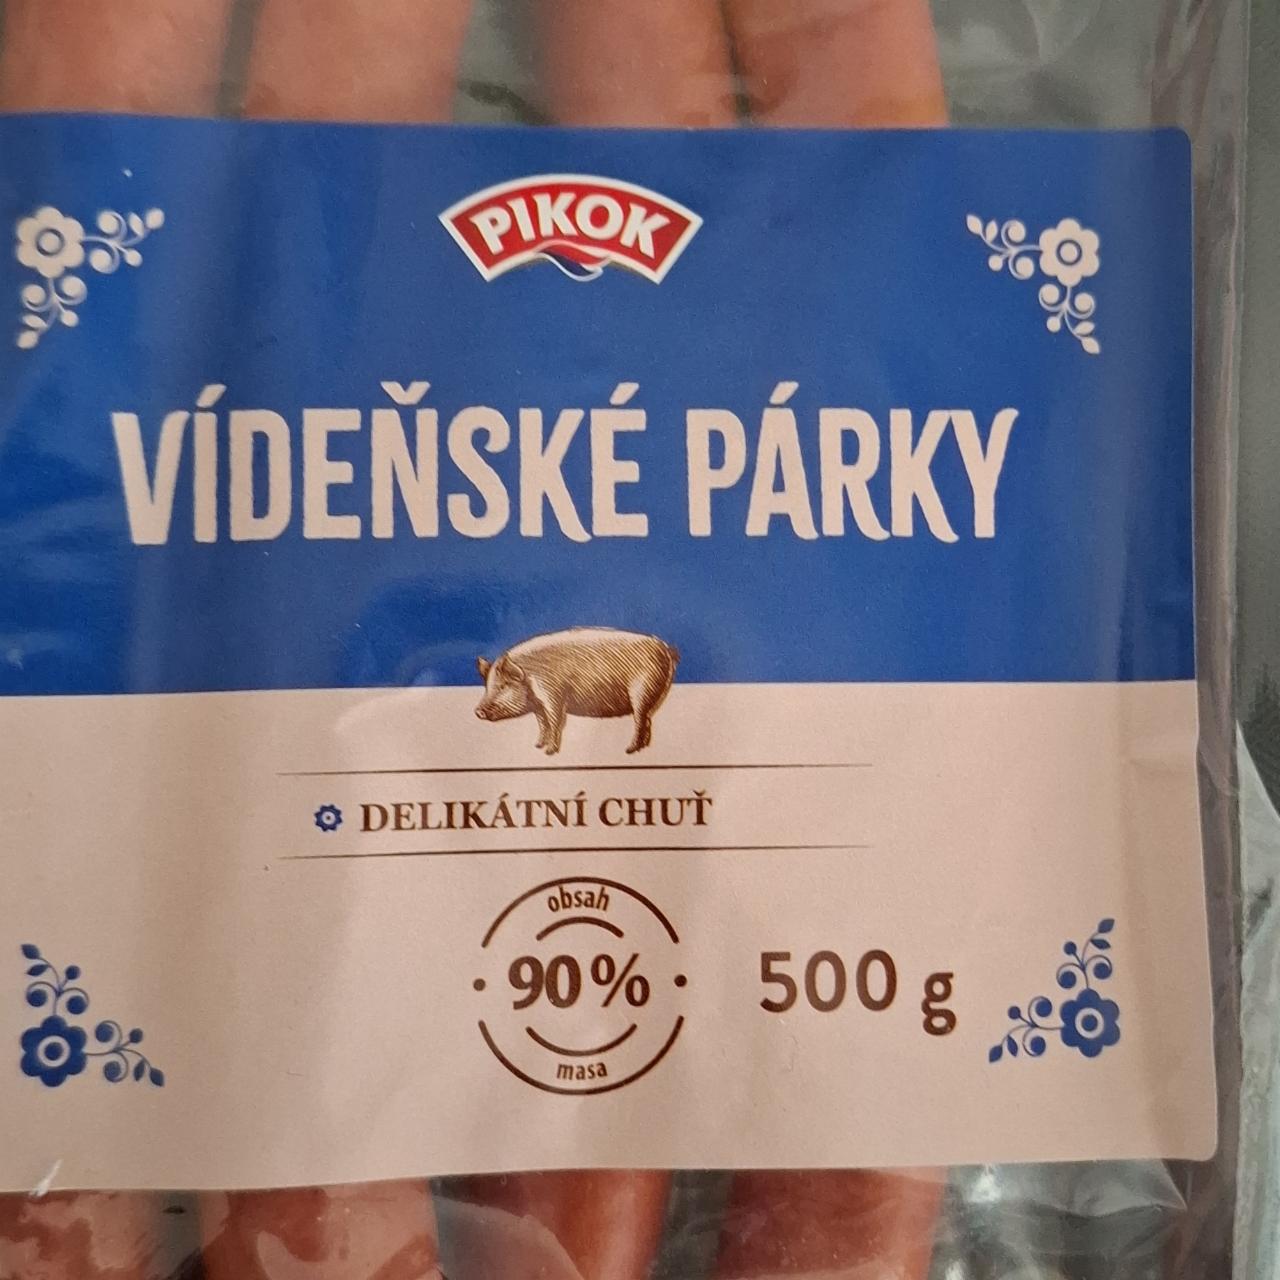 PIKOK
VÍDEŇSKÉ PÁRKY
DELIKÁTNÍ CHUŤ
obsah
90%
masa
500 g